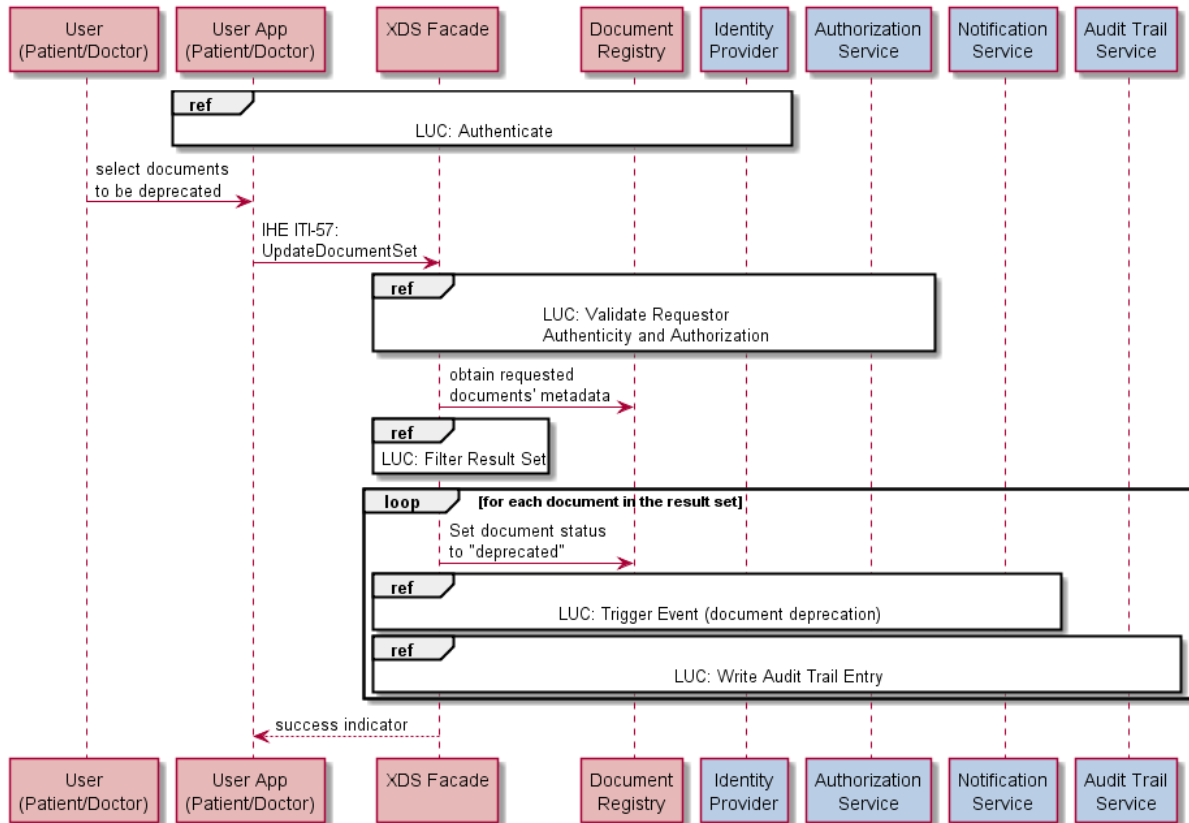 User
(Patient/Doctor)
User App
(Patient/Doctor)
XDS Facade
Document
Registry
Identity
Provider
Authorization
Service
Notification
Service
Audit Trail
Service
ref
LUC: Authenticate
select documents
to be deprecated
IHE ITI-57:
UpdateDocumentSet
ref
LUC: Validate Requestor
Authenticity and Authorization
obtain requested
documents' metadata
ref
LUC: Filter Result Set
loop
[for each document in the result set]
Set document status
to "deprecated"
ref
LUC: Trigger Event (document deprecation)
ref
LUC: Write Audit Trail Entry
success indicator
User
(Patient/Doctor)
User App
(Patient/Doctor)
XDS Facade
Document
Registry
Identity
Provider
Authorization
Service
Notification
Service
Audit Trail
Service